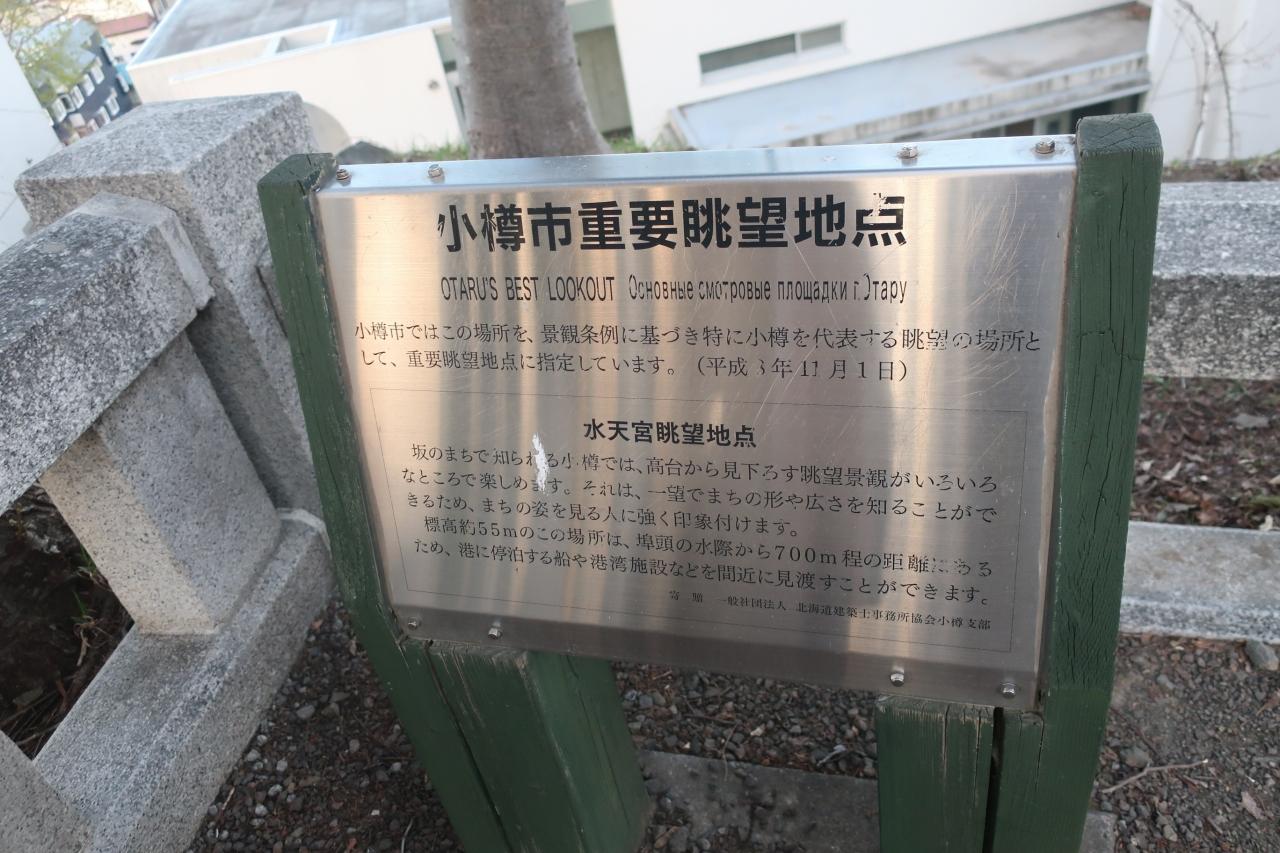 小樽市重要眺望地点
OTARU'S BEST LOOKOUT Основные смотровые площадки г.Отару
小樽市ではこの場所を、景観条例に基づき特に小樽を代表する眺望の場所と
して、重要眺望地点に指定しています。(平成 年11月1日)
水天宮眺望地点
坂のまちで知られる小樽では、高台から見下ろす眺望景観がいろいろ
なところで楽しめます。それは、一望でまちの形や広さを知ることがで
きるため、まちの姿を見る人に強く印象付けます。
標高約55mのこの場所は、埠頭の水際から700m程の距離にある
ため、港に停泊する船や港湾施設などを間近に見渡すことができます。
寄 贈 一般社団法人 北海道建築士事務所協会小樽支部